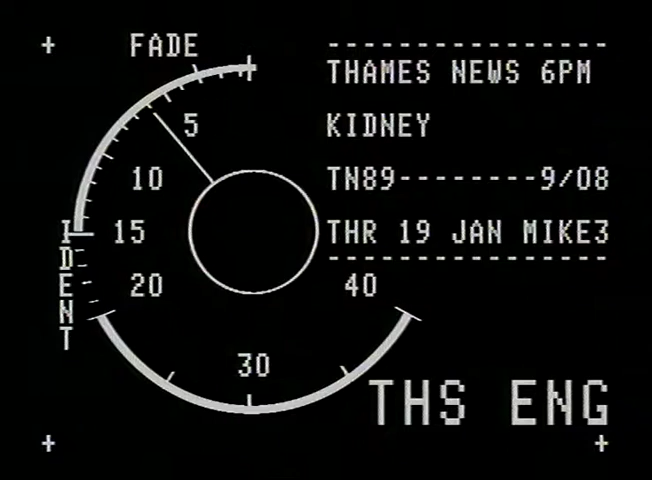 FADE
THAMES NEWS 6PM
KIDNEY
TN89--------9/08
THR 19 JAN MIKE3
5
10
15
20
30
40
IDENT
THS ENG